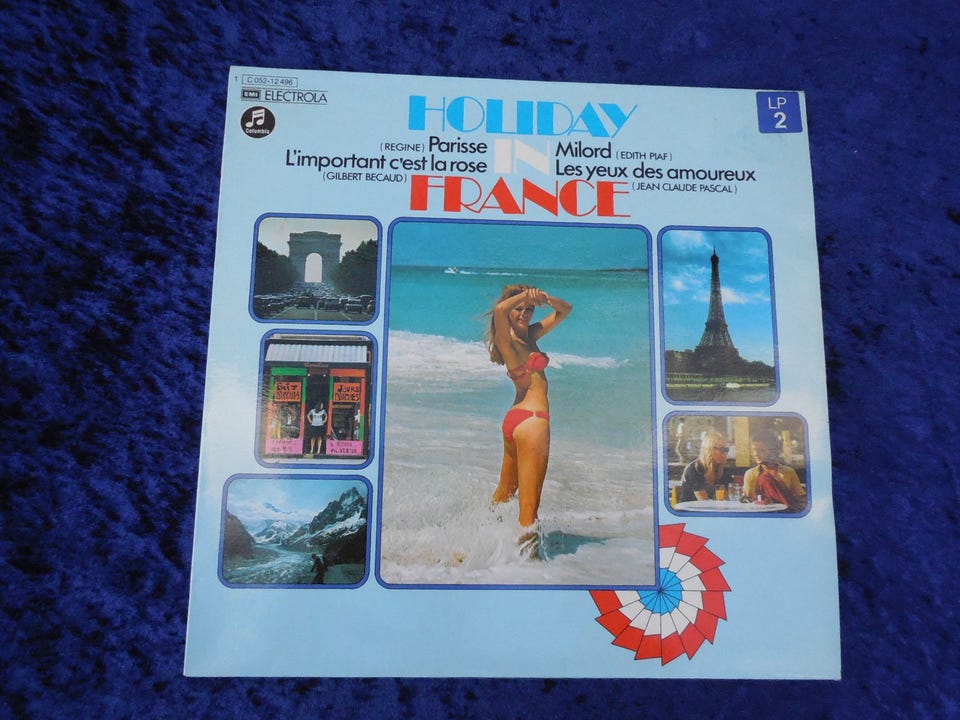 1 C 052-12 496
EMI ELECTROLA
Columbia
HOLIDAY
IN
FRANCE
(REGINE) Parisse
L'important c'est la rose
(GILBERT BECAUD)
Milord (EDITH PIAF)
Les yeux des amoureux
(JEAN CLAUDE PASCAL)
LP
2